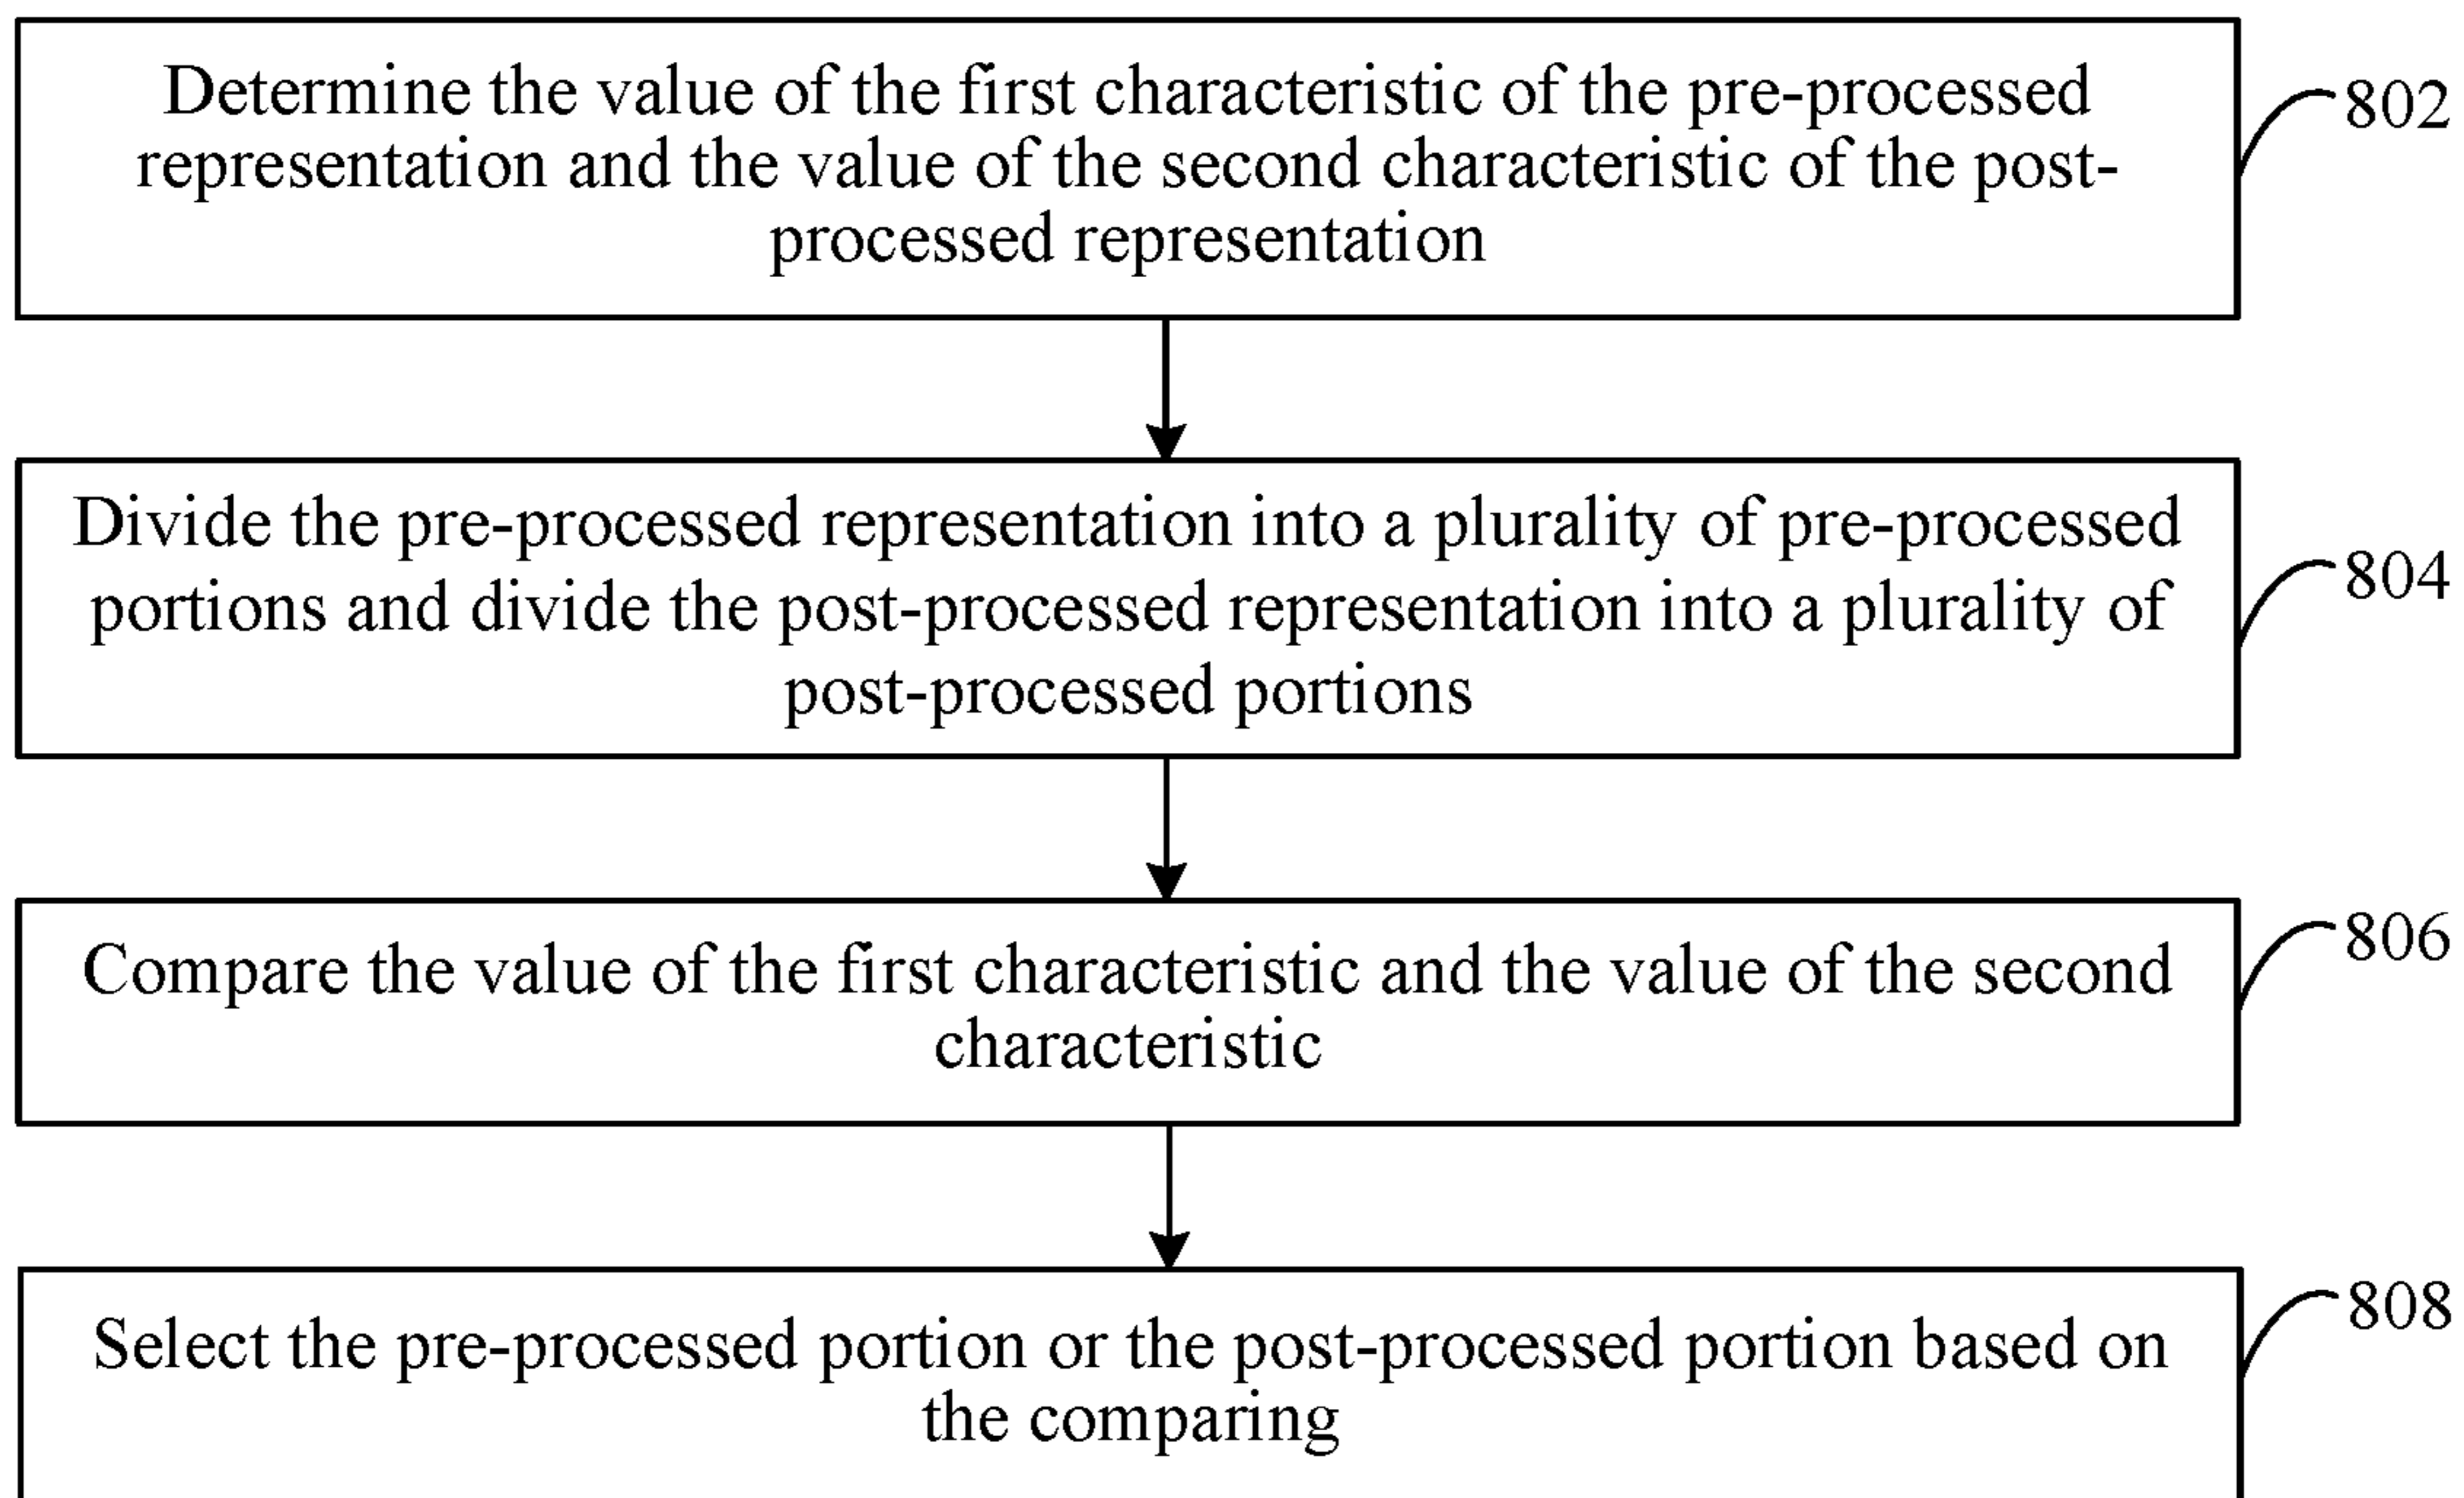 Determine the value of the first characteristic of the pre-processed
representation and the value of the second characteristic of the post-
processed representation
802
Divide the pre-processed representation into a plurality of pre-processed
portions and divide the post-processed representation into a plurality of
post-processed portions
804
Compare the value of the first characteristic and the value of the second
characteristic
806
Select the pre-processed portion or the post-processed portion based on
the comparing
808